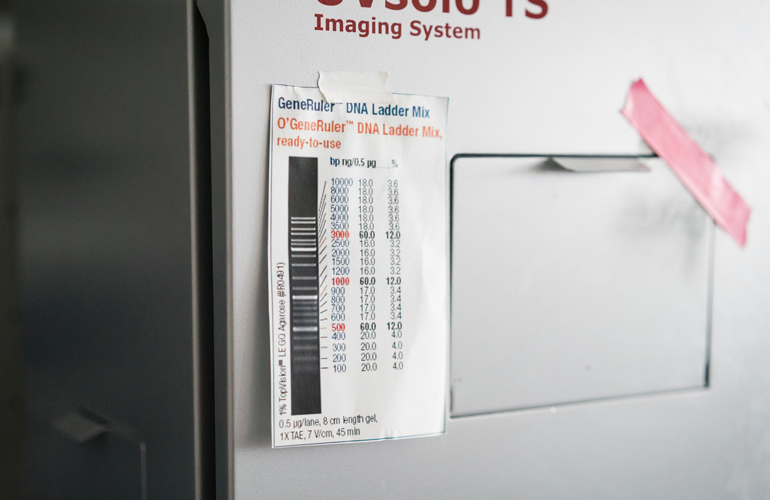 TS
Imaging System
GeneRuler™ DNA Ladder Mix
O'GeneRuler™ DNA Ladder Mix,
ready-to-use
bp ng/0.5 µg %
10000 18.0 3.6
8000 18.0 3.6
6000 18.0 3.6
5000 18.0 3.6
4000 18.0 3.6
3500 18.0 3.6
3000 60.0 12.0
2500 16.0 3.2
2000 16.0 3.2
1500 16.0 3.2
1200 16.0 3.2
1000 60.0 12.0
900 17.0 3.4
800 17.0 3.4
700 17.0 3.4
600 17.0 3.4
500 60.0 12.0
400 20.0 4.0
300 20.0 4.0
200 20.0 4.0
100 20.0 4.0
1% TopVision™ LE GQ Agarose (#R0491)
0.5 µg/lane, 8 cm length gel,
1X TAE, 7 V/cm, 45 min